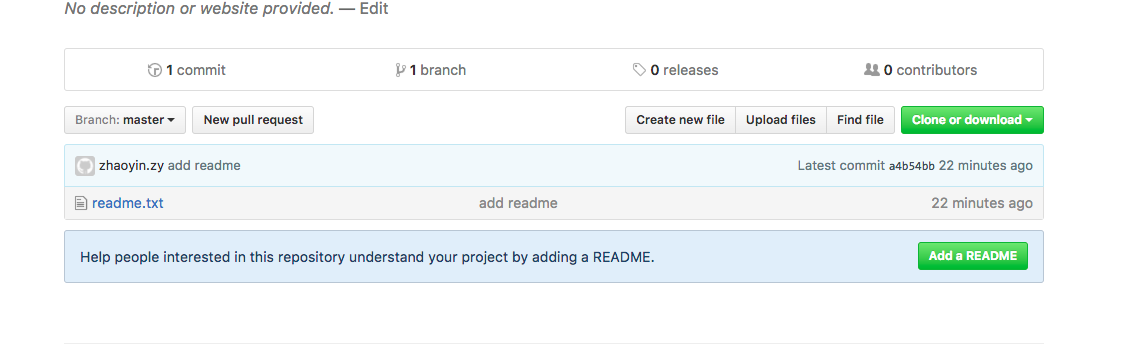 No description or website provided. — Edit
1 commit 1 branch 0 releases 0 contributors
Branch: master New pull request Create new file Upload files Find file Clone or download
zhaoyin.zy add readme Latest commit a4b54bb 22 minutes ago
readme.txt add readme 22 minutes ago
Help people interested in this repository understand your project by adding a README. Add a README